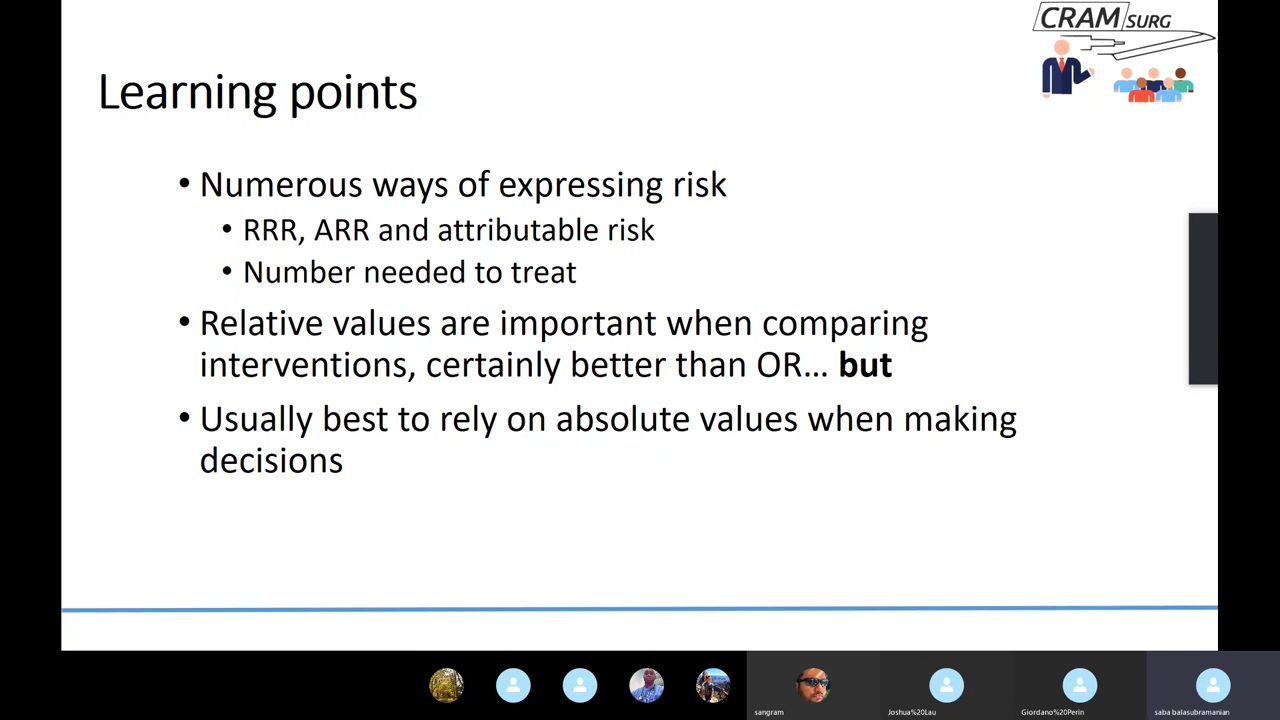 CRAM SURG
Learning points
• Numerous ways of expressing risk
• RRR, ARR and attributable risk
• Number needed to treat
• Relative values are important when comparing
interventions, certainly better than OR... but
• Usually best to rely on absolute values when making
decisions
sangram
Joshua%20Lau
Giordano%20Perin
saba balasubramanian